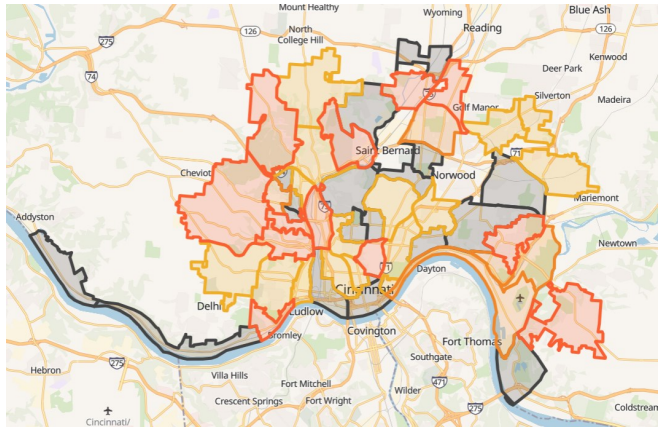 Mount Healthy
Wyoming
Blue Ash
126
North
College Hill
Reading
126
275
Kenwood
74
Deer Park
75
Silverton
Golf Manor
Madeira
Saint Bernard
71
Cheviot
74
Norwood
Mariemont
75
Addyston
Newtown
71
Dayton
Delhi
Cincinnati
Ludlow
Covington
Bromley
Fort Thomas
Southgate
275
Villa Hills
Hebron
Fort Mitchell
471
Wilder
Crescent Springs
Fort Wright
275
Coldstream
Cincinnati/